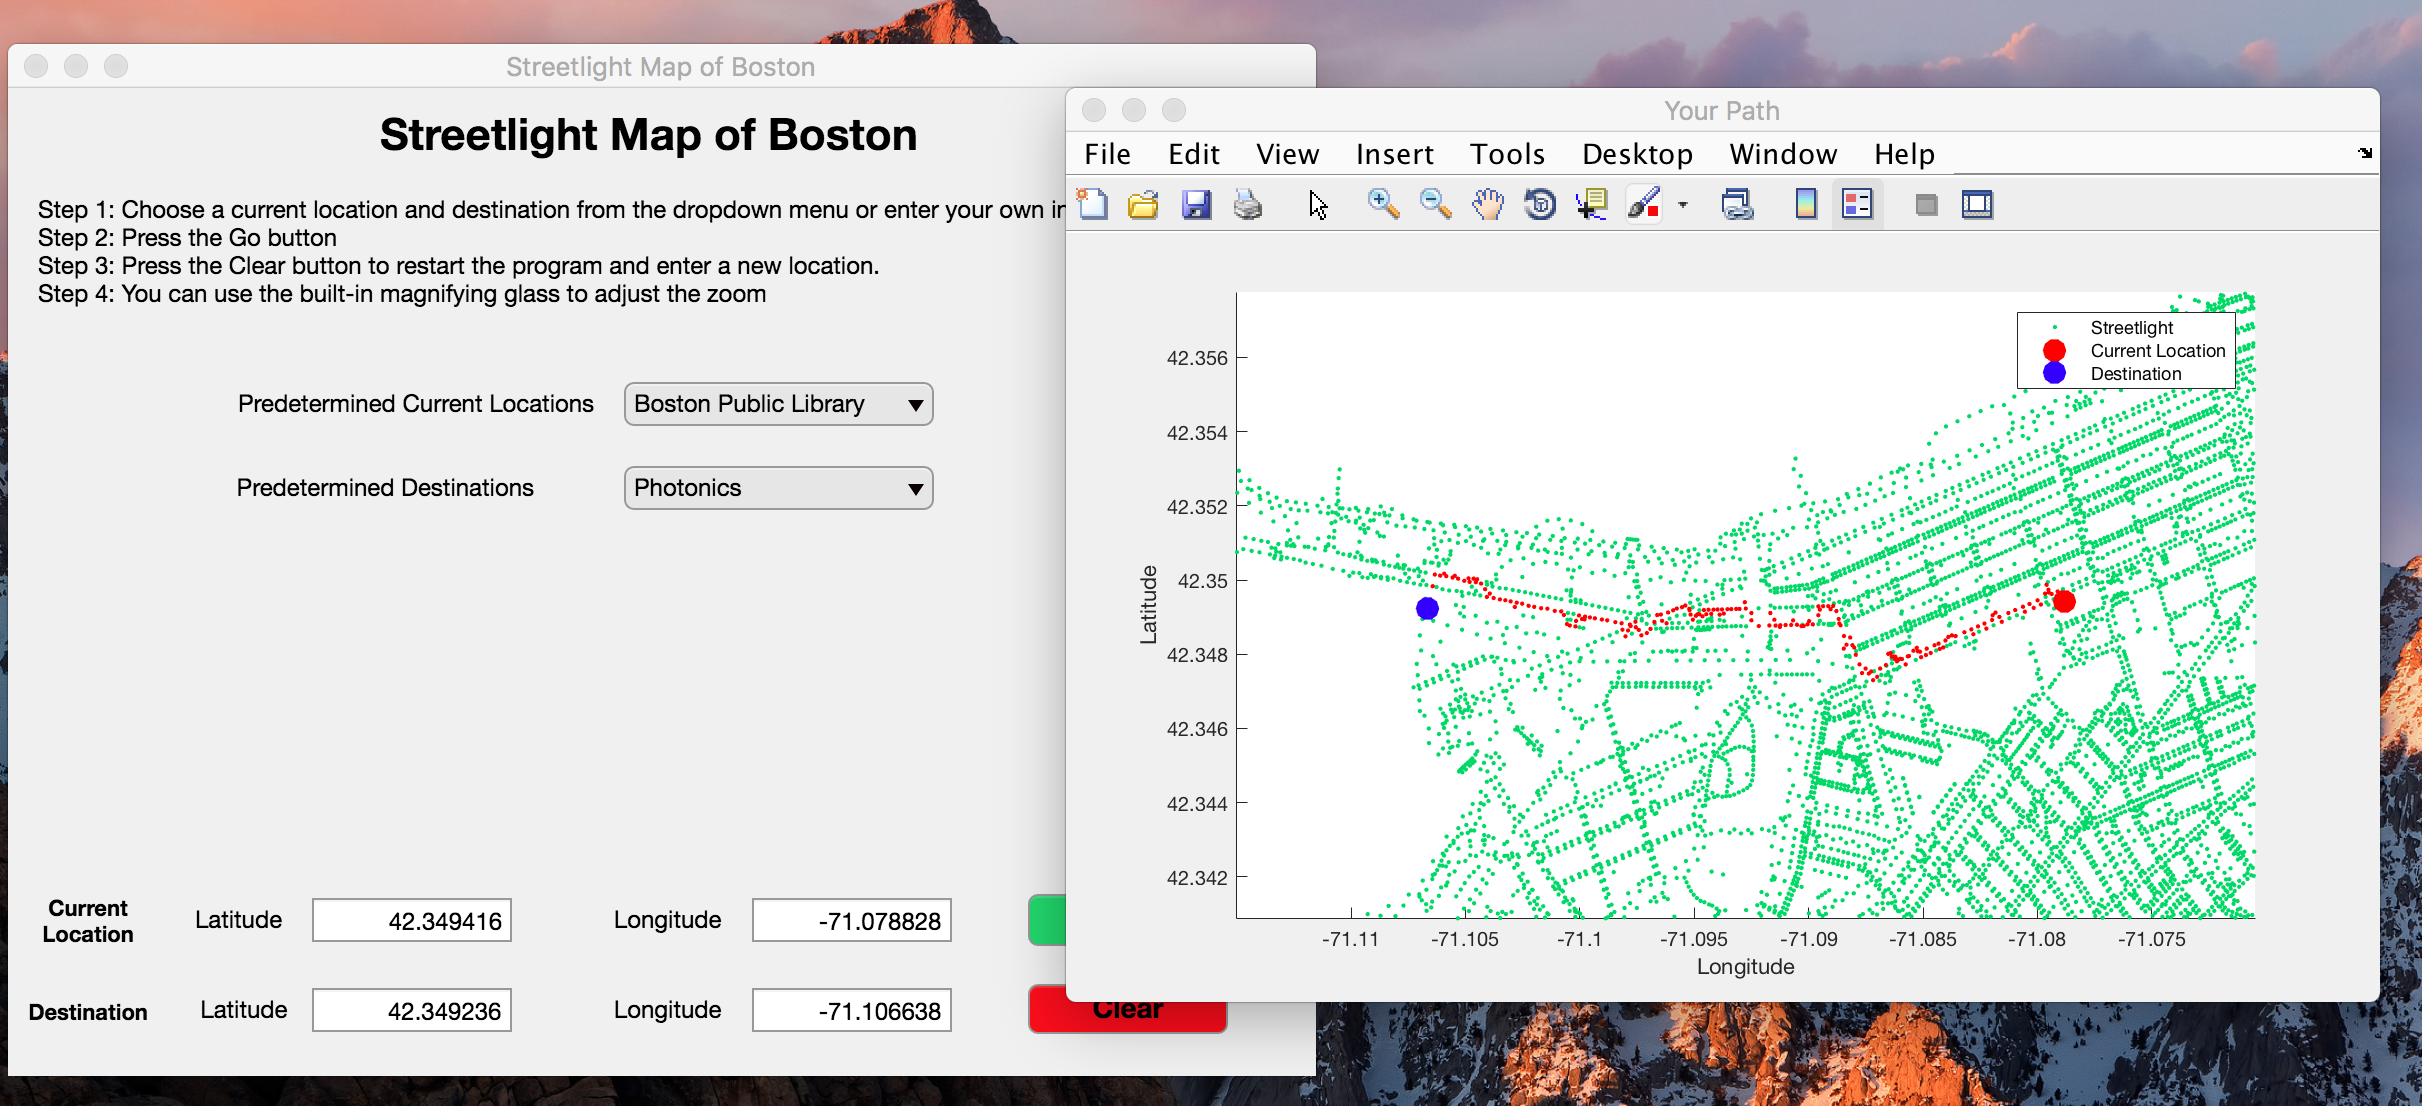 Streetlight Map of Boston
Streetlight Map of Boston
Step 1: Choose a current location and destination from the dropdown menu or enter your own
Step 2: Press the Go button
Step 3: Press the Clear button to restart the program and enter a new location.
Step 4: You can use the built-in magnifying glass to adjust the zoom
Predetermined Current Locations
Boston Public Library
Predetermined Destinations
Photonics
Current
Location
Latitude
42.349416
Longitude
-71.078828
Destination
Latitude
42.349236
Longitude
-71.106638
Clear
Your Path
File Edit View Insert Tools Desktop Window Help
Streetlight
Current Location
Destination
42.356
42.354
42.352
42.35
42.348
42.346
42.344
42.342
Latitude
-71.11 -71.105 -71.1 -71.095 -71.09 -71.085 -71.08 -71.075
Longitude